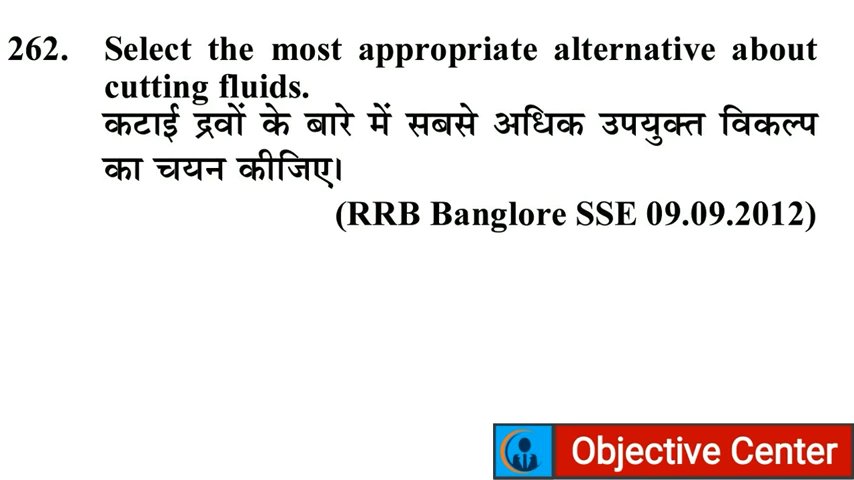 262. Select the most appropriate alternative about
cutting fluids.
कटाई द्रवों के बारे में सबसे अधिक उपयुक्त विकल्प
का चयन कीजिए।
(RRB Banglore SSE 09.09.2012)
Objective Center